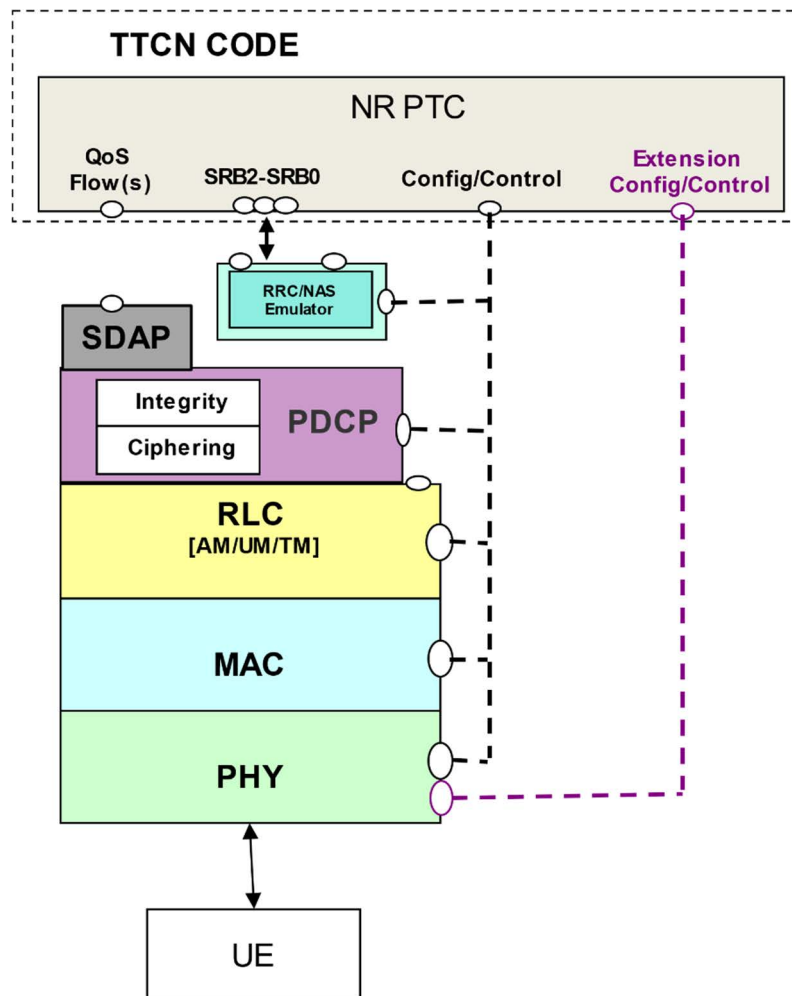 TTCN CODE
NR PTC
QoS
Flow(s)
SRB2-SRB0
Config/Control
Extension
Config/Control
RRC/NAS
Emulator
SDAP
Integrity
Ciphering
PDCP
RLC
[AM/UM/TM]
MAC
PHY
UE